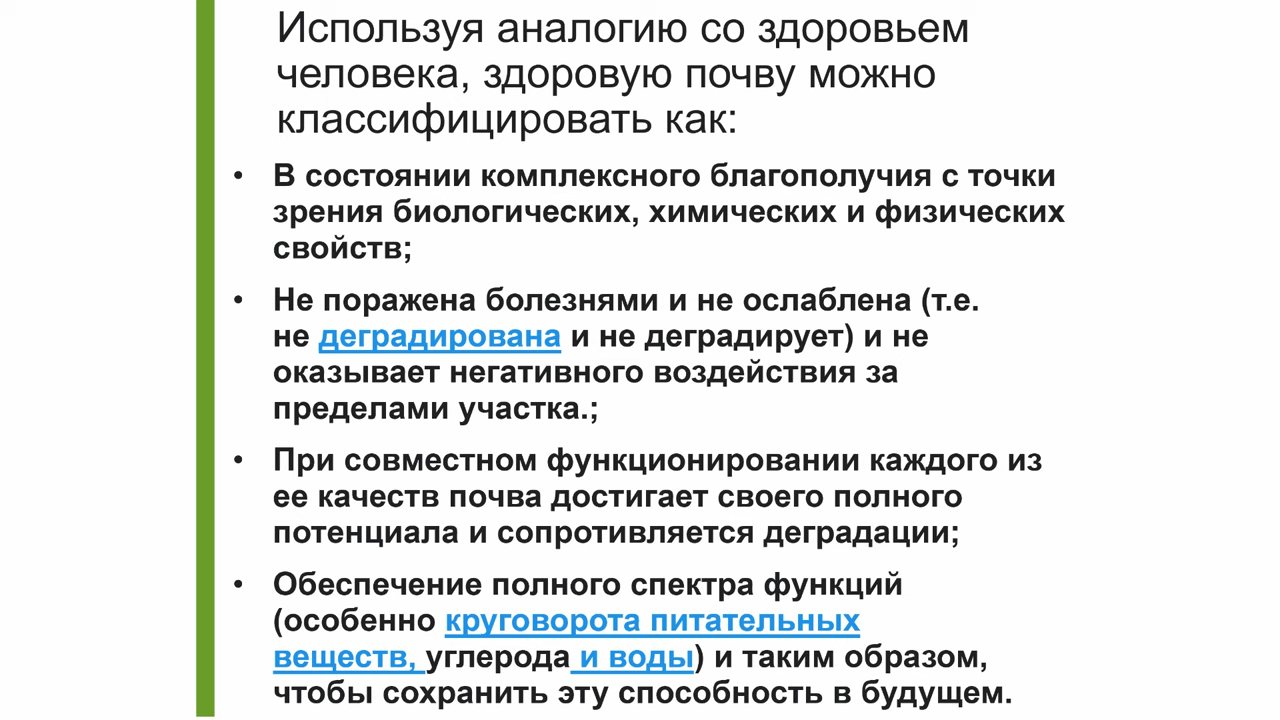 Используя аналогию со здоровьем
человека, здоровую почву можно
классифицировать как:
• В состоянии комплексного благополучия с точки
зрения биологических, химических и физических
свойств;
• Не поражена болезнями и не ослаблена (т.е.
не деградирована и не деградирует) и не
оказывает негативного воздействия за
пределами участка.;
• При совместном функционировании каждого из
ее качеств почва достигает своего полного
потенциала и сопротивляется деградации;
• Обеспечение полного спектра функций
(особенно круговорота питательных
веществ, углерода и воды) и таким образом,
чтобы сохранить эту способность в будущем.